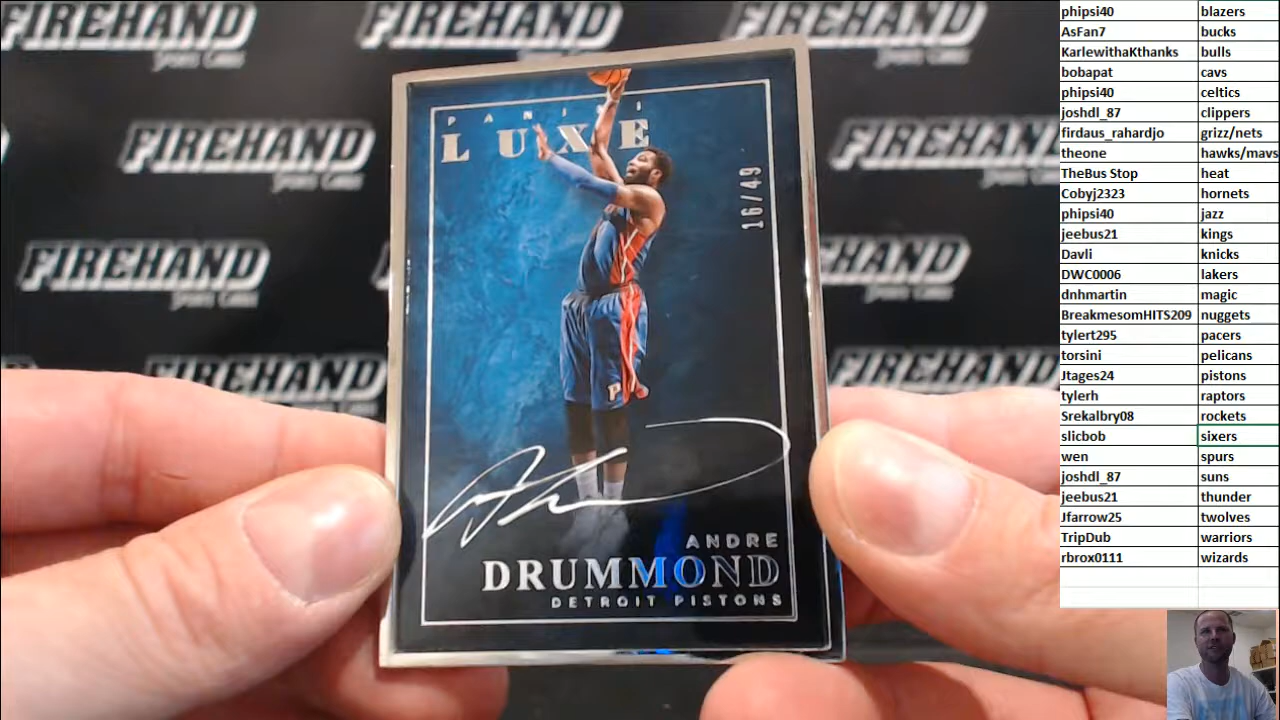 FIREHAND
SPORTS CARDS
FIREHAND
FIREHAND
FIREHAND
FIREHAND
FIREHAND
FIREHAND
FIREHAND
PANINI
LUXE
16/49
ANDRE
DRUMMOND
DETROIT PISTONS
phipsi40 blazers
AsFan7 bucks
KarlewithaKthanks bulls
bobapat cavs
phipsi40 celtics
joshdl_87 clippers
firdaus_rahardjo grizz/nets
theone hawks/mavs
TheBus Stop heat
Cobyj2323 hornets
phipsi40 jazz
jeebus21 kings
Davli knicks
DWC0006 lakers
dnhmartin magic
BreakmesomHITS209 nuggets
tylert295 pacers
torsini pelicans
Jtages24 pistons
tylerh raptors
Srekalbry08 rockets
slicbob sixers
wen spurs
joshdl_87 suns
jeebus21 thunder
Jfarrow25 twolves
TripDub warriors
rbrox0111 wizards